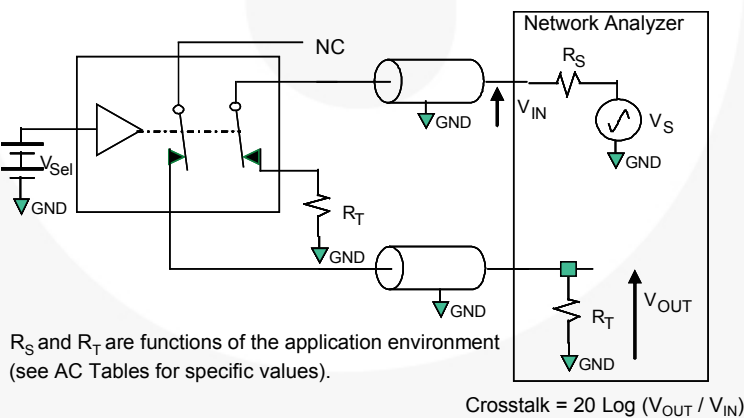 Network Analyzer
NC
R_S
GND
V_IN
V_S
GND
V_Sel
GND
R_T
GND
GND
R_T
V_OUT
GND
R_S and R_T are functions of the application environment
(see AC Tables for specific values).
Crosstalk = 20 Log (V_OUT / V_IN)